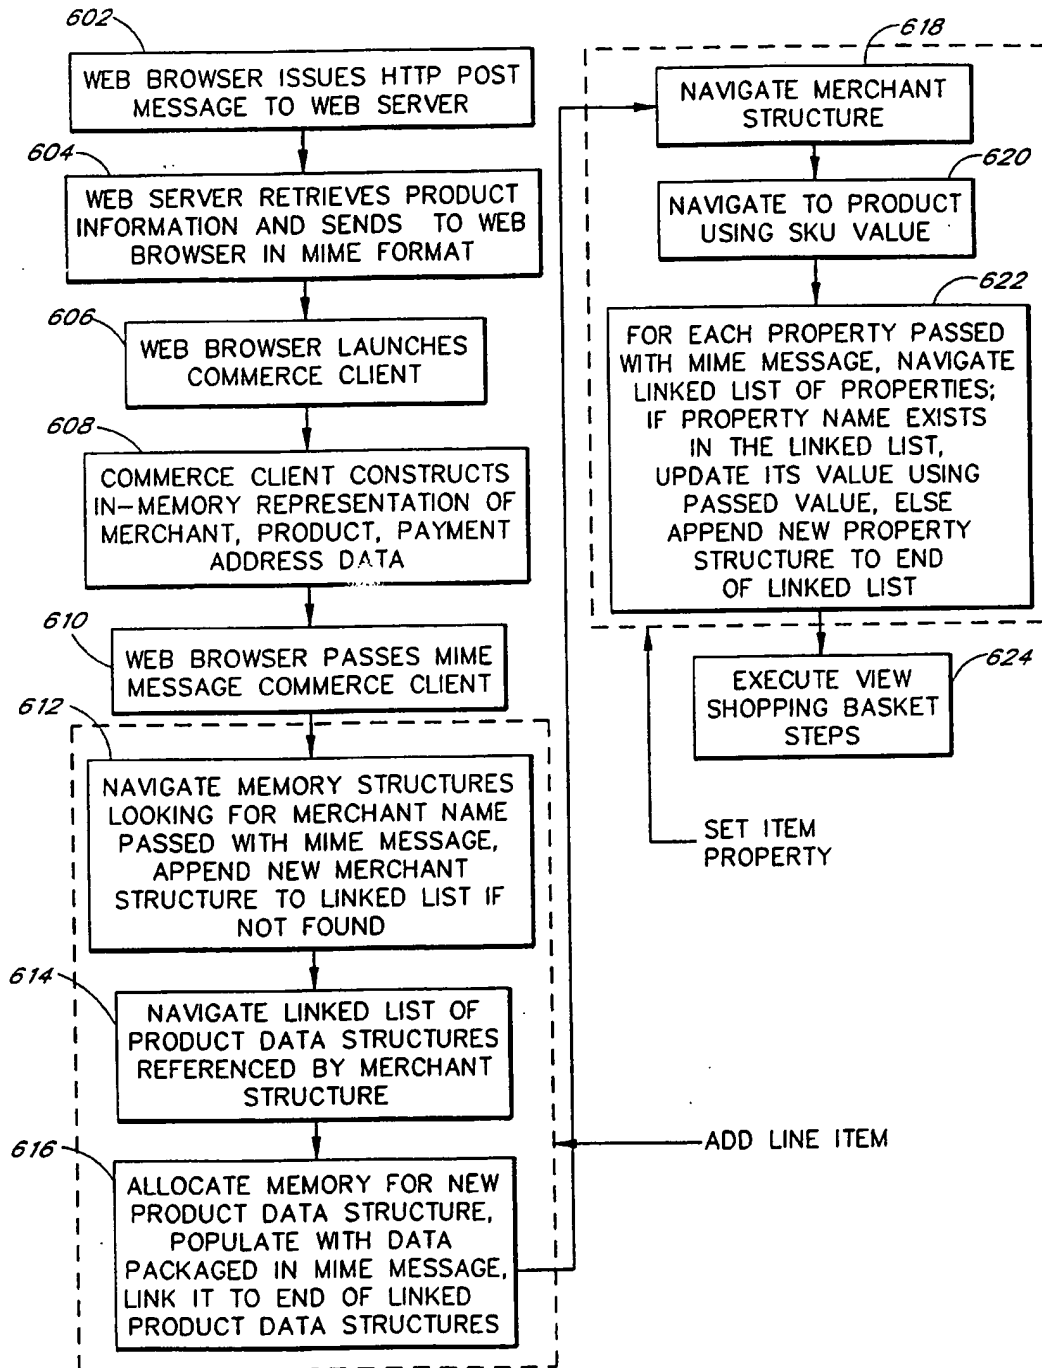 602
WEB BROWSER ISSUES HTTP POST
MESSAGE TO WEB SERVER
604
WEB SERVER RETRIEVES PRODUCT
INFORMATION AND SENDS TO WEB
BROWSER IN MIME FORMAT
606
WEB BROWSER LAUNCHES
COMMERCE CLIENT
608
COMMERCE CLIENT CONSTRUCTS
IN-MEMORY REPRESENTATION OF
MERCHANT, PRODUCT, PAYMENT
ADDRESS DATA
610
WEB BROWSER PASSES MIME
MESSAGE COMMERCE CLIENT
612
NAVIGATE MEMORY STRUCTURES
LOOKING FOR MERCHANT NAME
PASSED WITH MIME MESSAGE,
APPEND NEW MERCHANT
STRUCTURE TO LINKED LIST IF
NOT FOUND
614
NAVIGATE LINKED LIST OF
PRODUCT DATA STRUCTURES
REFERENCED BY MERCHANT
STRUCTURE
616
ALLOCATE MEMORY FOR NEW
PRODUCT DATA STRUCTURE,
POPULATE WITH DATA
PACKAGED IN MIME MESSAGE,
LINK IT TO END OF LINKED
PRODUCT DATA STRUCTURES
ADD LINE ITEM
618
NAVIGATE MERCHANT
STRUCTURE
620
NAVIGATE TO PRODUCT
USING SKU VALUE
622
FOR EACH PROPERTY PASSED
WITH MIME MESSAGE, NAVIGATE
LINKED LIST OF PROPERTIES;
IF PROPERTY NAME EXISTS
IN THE LINKED LIST,
UPDATE ITS VALUE USING
PASSED VALUE, ELSE
APPEND NEW PROPERTY
STRUCTURE TO END
OF LINKED LIST
624
EXECUTE VIEW
SHOPPING BASKET
STEPS
SET ITEM
PROPERTY